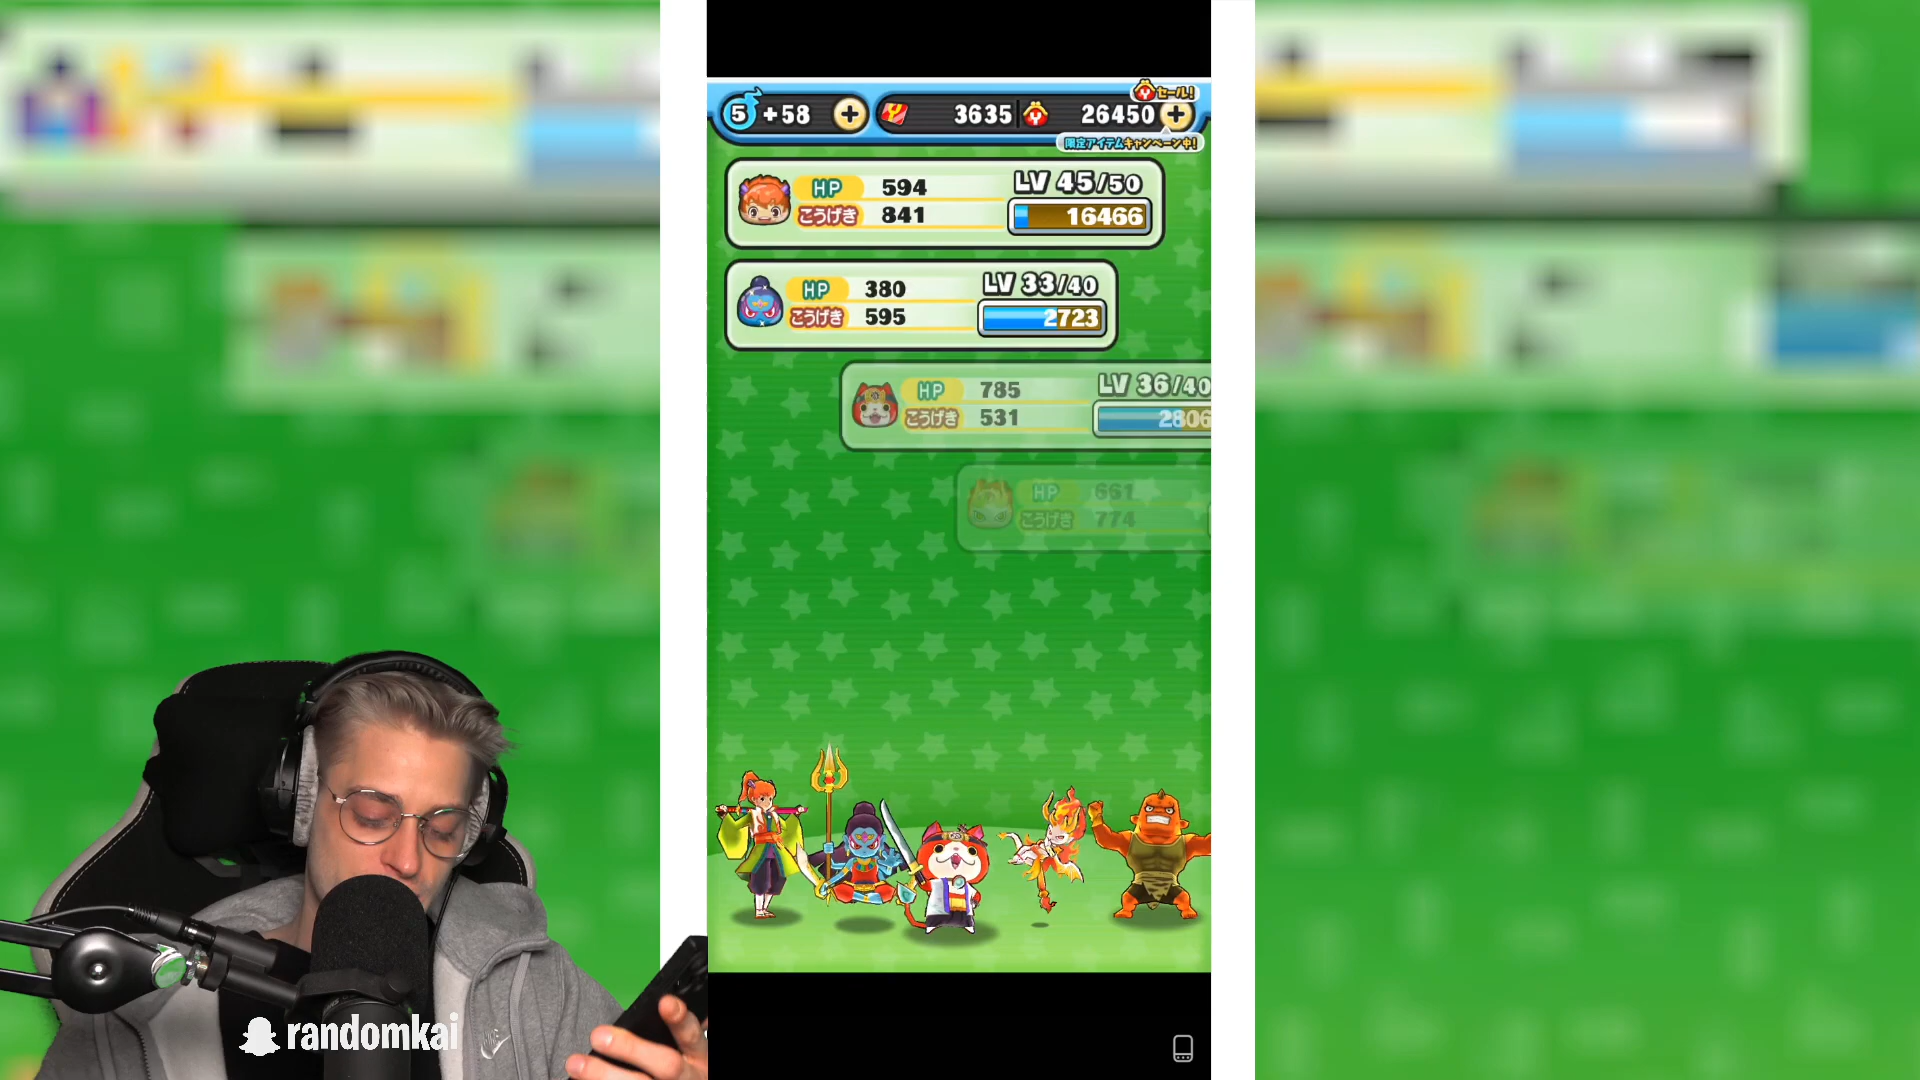 セール!
5 +58 3635 26450
限定アイテムキャンペーン中!
HP 594 LV 45/50
こうげき 841 16466
HP 380 LV 33/40
こうげき 595 2723
HP 785 LV 36/40
こうげき 531 2806
HP 661
こうげき 774
randomkai